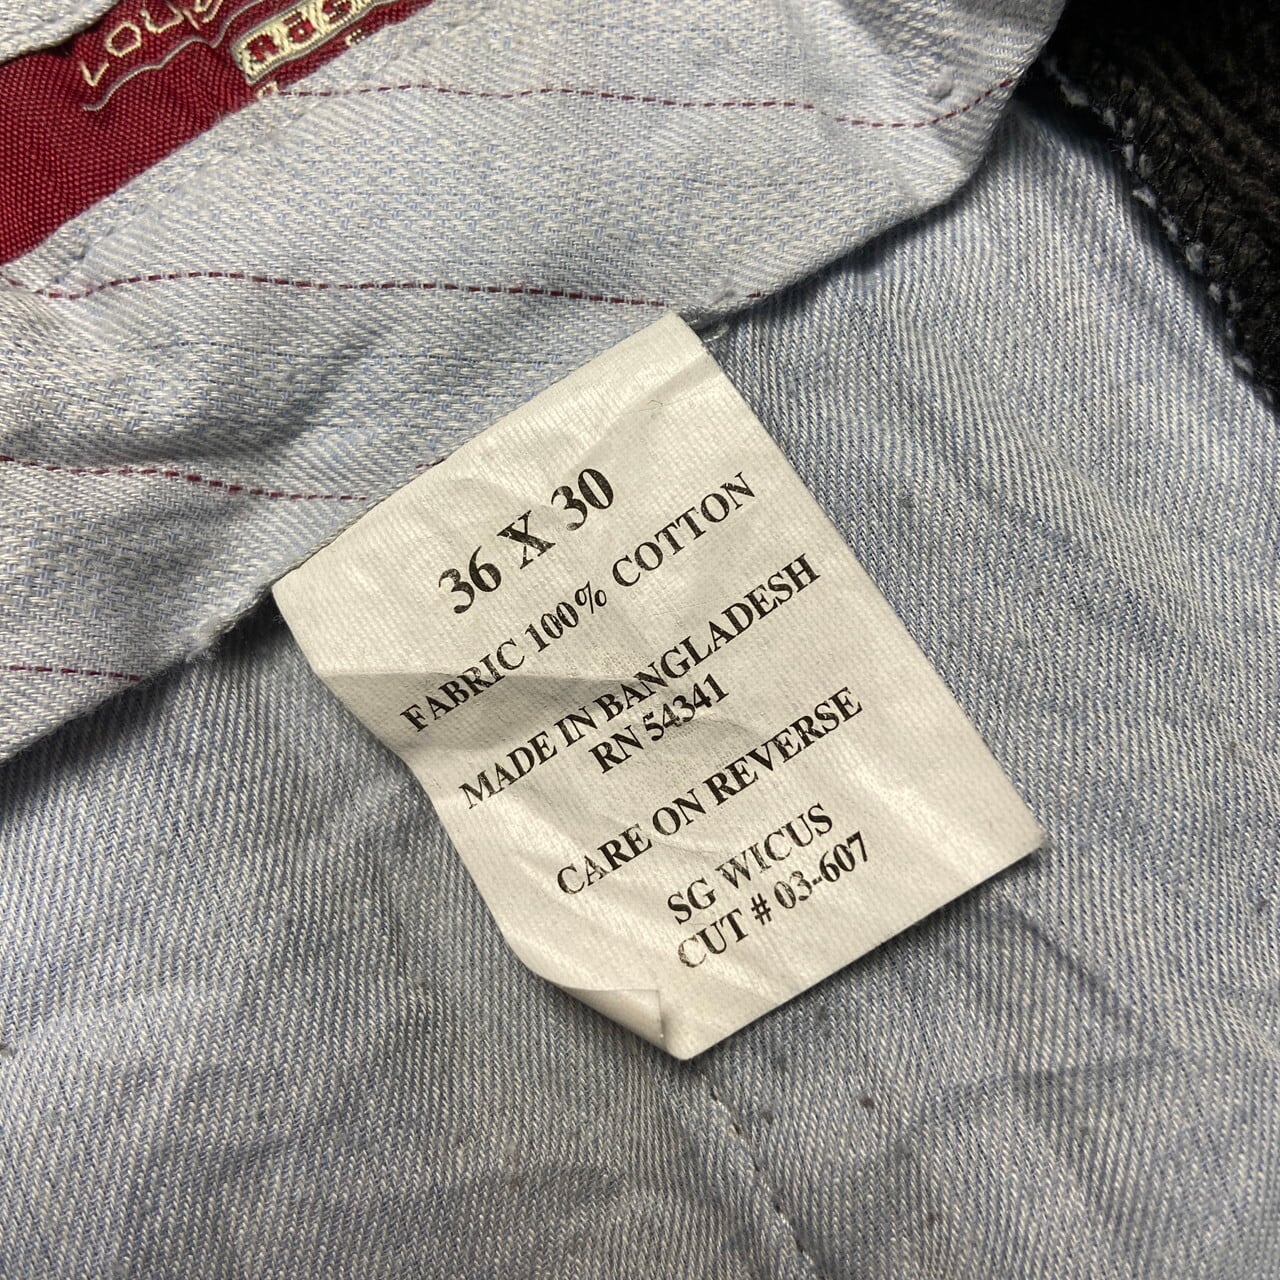 36 X 30
FABRIC 100% COTTON
MADE IN BANGLADESH
RN 54341
CARE ON REVERSE
SG WICUS
CUT # 03-607